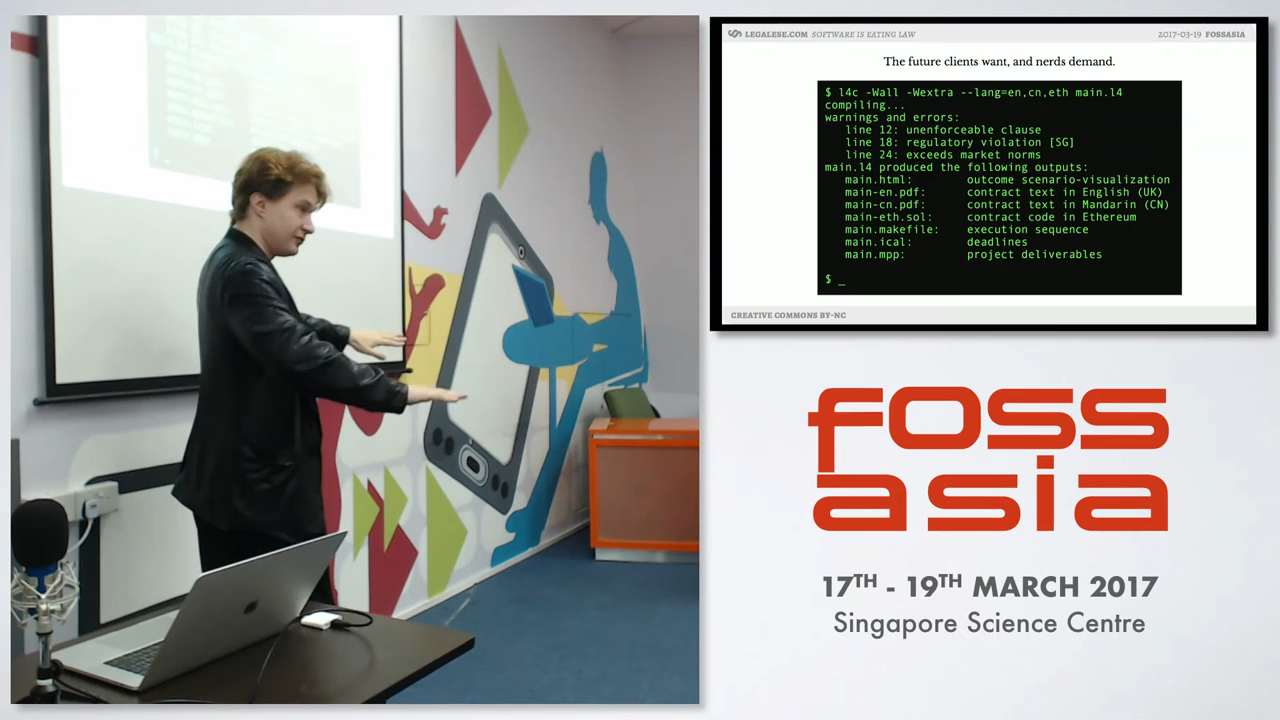 LEGALESE.COM SOFTWARE IS EATING LAW
2017-03-19 FOSSASIA
The future clients want, and nerds demand.
$ l4c -Wall -Wextra --lang=en,cn,eth main.l4
compiling...
warnings and errors:
line 12: unenforceable clause
line 18: regulatory violation [SG]
line 24: exceeds market norms
main.l4 produced the following outputs:
main.html: outcome scenario-visualization
main-en.pdf: contract text in English (UK)
main-cn.pdf: contract text in Mandarin (CN)
main-eth.sol: contract code in Ethereum
main.makefile: execution sequence
main.ical: deadlines
main.mpp: project deliverables
$ _
CREATIVE COMMONS BY-NC
foss
asia
17TH - 19TH MARCH 2017
Singapore Science Centre